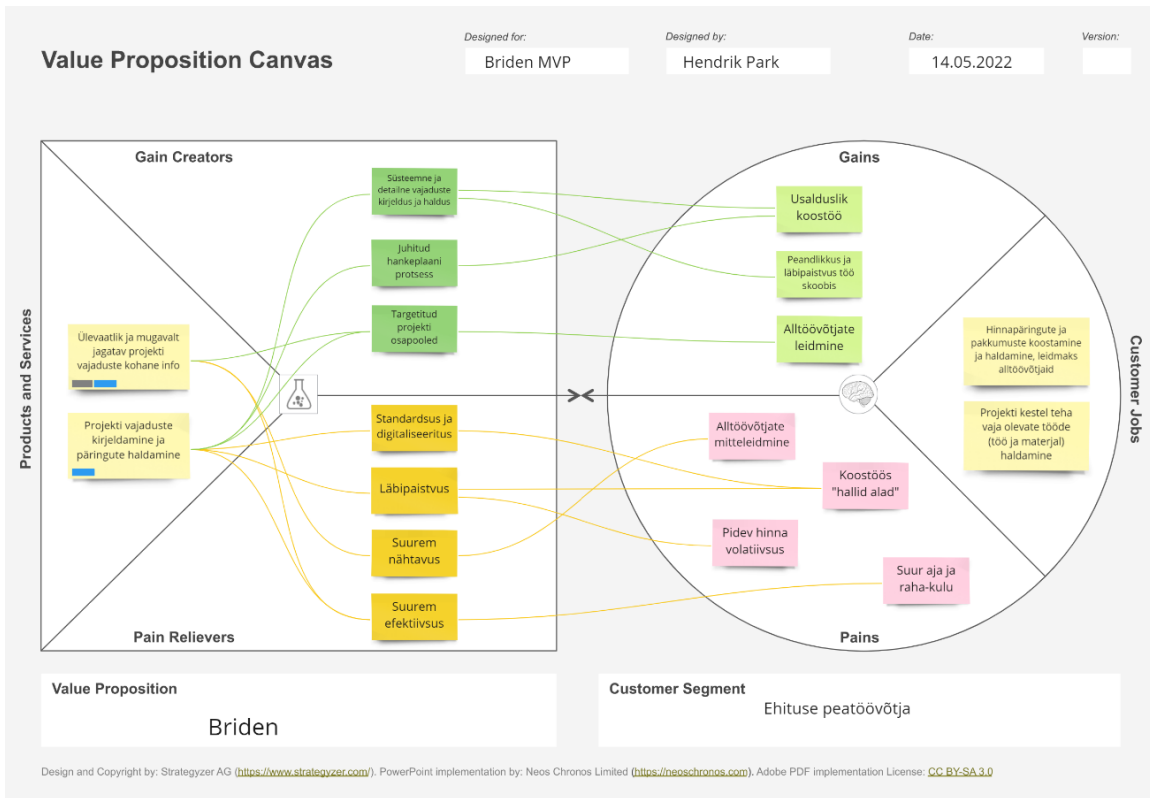 Value Proposition Canvas
Designed for:
Briden MVP
Designed by:
Hendrik Park
Date:
14.05.2022
Version:
Products and Services
Gain Creators
Süsteemne ja
detailne vajaduste
kirjeldus ja haldus
Juhitud
hankeplaani
protsess
Targetitud
projekti
osapooled
Ülevaatlik ja mugavalt
jagatav projekti
vajaduste kohane info
Projekti vajaduste
kirjeldamine ja
päringute haldamine
Standardsus ja
digitaliseeritus
Läbipaistvus
Suurem
nähtavus
Suurem
efektiivsus
Pain Relievers
Gains
Usalduslik
koostöö
Peandlikkus ja
läbipaistvus töö
skoobis
Alltöövõtjate
leidmine
Hinnapäringute ja
pakkumuste koostamine
ja haldamine, leidmaks
alltöövõtjaid
Projekti kestel teha
vaja olevate tööde
(töö ja materjal)
haldamine
Customer Jobs
Alltöövõtjate
mitteleidmine
Koostöös
"hallid alad"
Pidev hinna
volatiivsus
Suur aja ja
raha-kulu
Pains
Value Proposition
Briden
Customer Segment
Ehituse peatöövõtja
Design and Copyright by: Strategyzer AG (https://www.strategyzer.com/). PowerPoint implementation by: Neos Chronos Limited (https://neoschronos.com). Adobe PDF implementation License: CC BY-SA 3.0